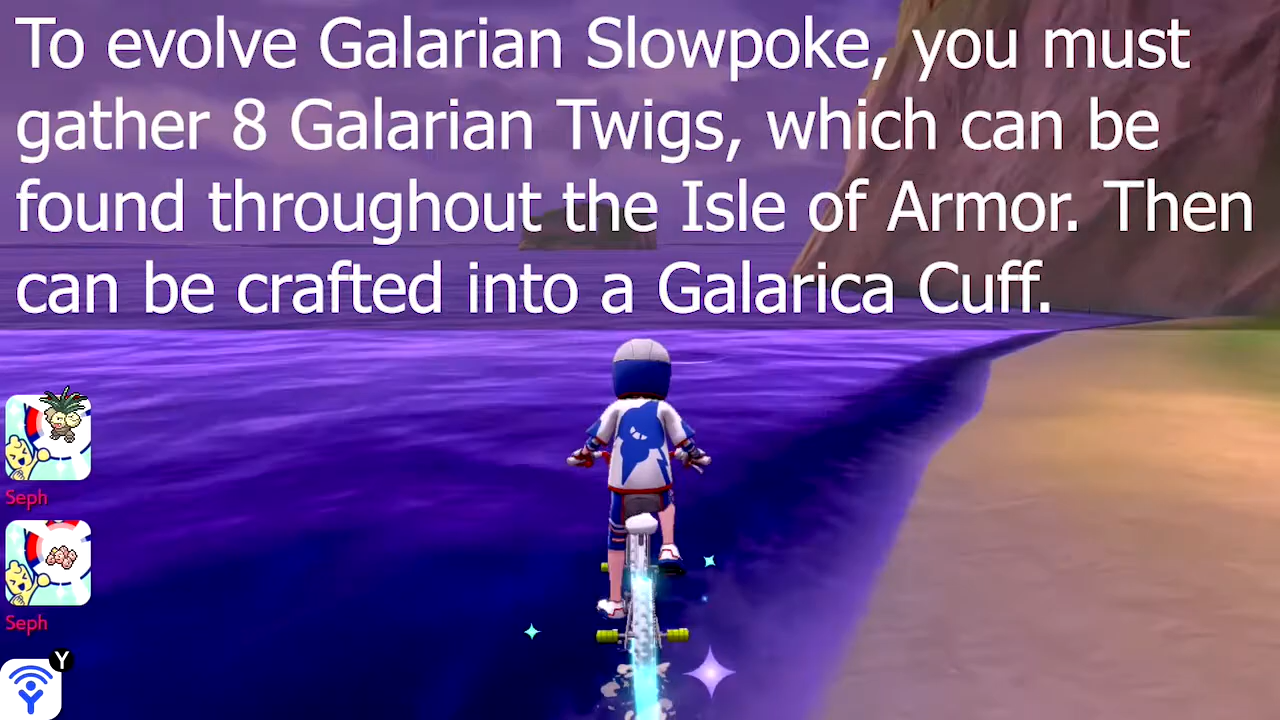 To evolve Galarian Slowpoke, you must
gather 8 Galarian Twigs, which can be
found throughout the Isle of Armor. Then
can be crafted into a Galarica Cuff.
Seph
Seph
Y